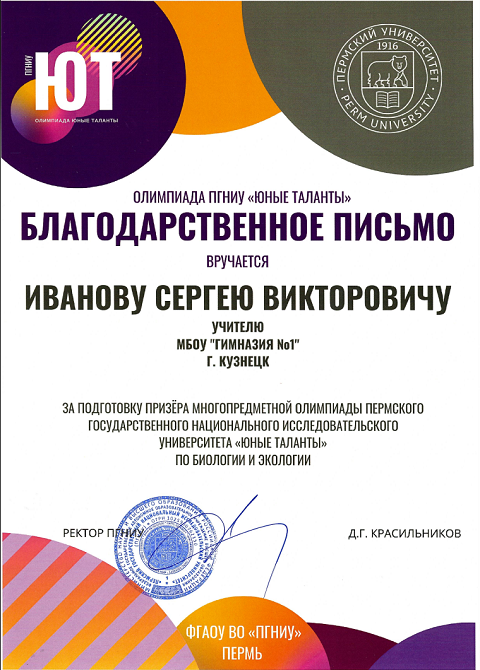 ПГНИУ
ЮТ
ОЛИМПИАДА ЮНЫЕ ТАЛАНТЫ
ПЕРМСКИЙ УНИВЕРСИТЕТ
1916
PERM UNIVERSITY
ОЛИМПИАДА ПГНИУ «ЮНЫЕ ТАЛАНТЫ»
БЛАГОДАРСТВЕННОЕ ПИСЬМО
ВРУЧАЕТСЯ
ИВАНОВУ СЕРГЕЮ ВИКТОРОВИЧУ
УЧИТЕЛЮ
МБОУ "ГИМНАЗИЯ №1"
Г. КУЗНЕЦК
ЗА ПОДГОТОВКУ ПРИЗЁРА МНОГОПРЕДМЕТНОЙ ОЛИМПИАДЫ ПЕРМСКОГО
ГОСУДАРСТВЕННОГО НАЦИОНАЛЬНОГО ИССЛЕДОВАТЕЛЬСКОГО
УНИВЕРСИТЕТА «ЮНЫЕ ТАЛАНТЫ»
ПО БИОЛОГИИ И ЭКОЛОГИИ
РЕКТОР ПГНИУ
Д.Г. КРАСИЛЬНИКОВ
ФГАОУ ВО «ПГНИУ»
ПЕРМЬ